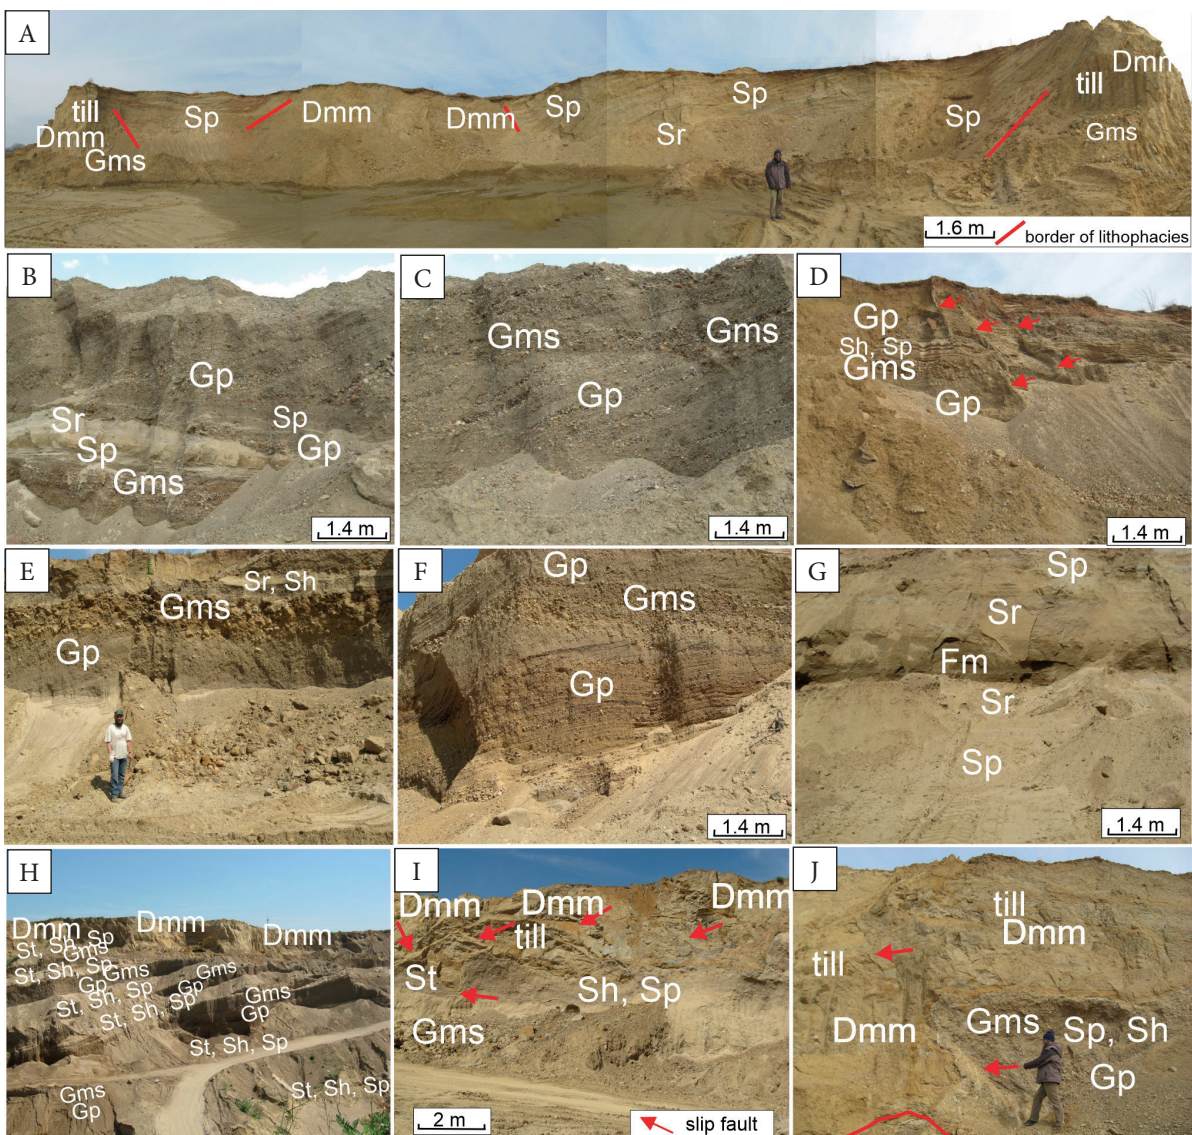 A
till
Sp
Dmm
Dmm
Sp
Sp
Dmm
till
Dmm
Gms
Sr
Sp
Gms
1.6 m
border of lithophacies
B
Gp
Sr
Sp
Sp
Gp
Gms
1.4 m
C
Gms
Gms
Gp
1.4 m
D
Gp
Sh, Sp
Gms
Gp
1.4 m
E
Sr, Sh
Gms
Gp
F
Gp
Gms
Gp
1.4 m
G
Sp
Sr
Fm
Sr
Sp
1.4 m
H
Dmm
Dmm
Dmm
St, Sh, Sp
Gms
St, Sh, Sp
Gms
Gms
Gp
Gp
St, Sh, Sp
Gms
St, Sh, Sp
Gp
St, Sh, Sp
Gms
Gp
St, Sh, Sp
I
Dmm
Dmm
Dmm
till
St
Sh, Sp
Gms
2 m
slip fault
J
till
Dmm
till
Dmm
Gms
Sp, Sh
Gp